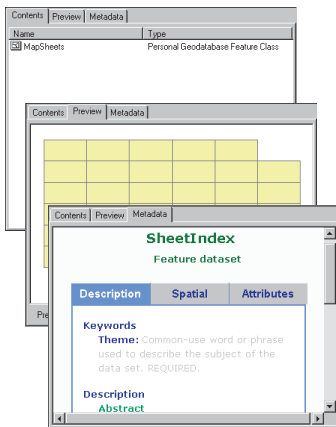 Contents Preview Metadata
Name Type
MapSheets Personal Geodatabase Feature Class
Contents Preview Metadata
Pre
Contents Preview Metadata
SheetIndex
Feature dataset
Description Spatial Attributes
Keywords
Theme: Common-use word or phrase
used to describe the subject of the
data set. REQUIRED.
Description
Abstract